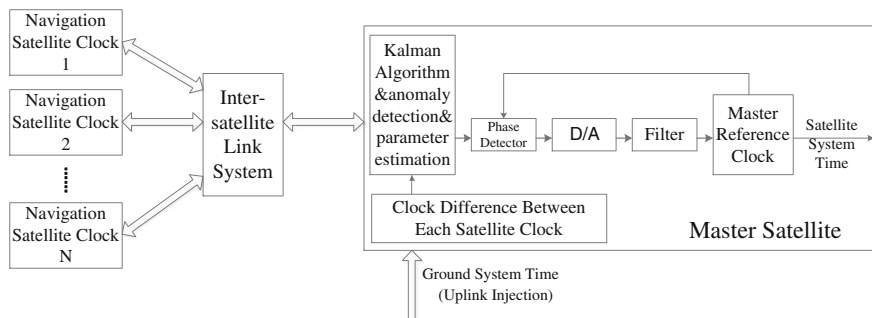 Navigation
Satellite Clock
1
Navigation
Satellite Clock
2
Navigation
Satellite Clock
N
Inter-
satellite
Link
System
Kalman
Algorithm
&anomaly
detection&
parameter
estimation
Phase
Detector
D/A
Filter
Master
Reference
Clock
Satellite
System
Time
Clock Difference Between
Each Satellite Clock
Master Satellite
Ground System Time
(Uplink Injection)